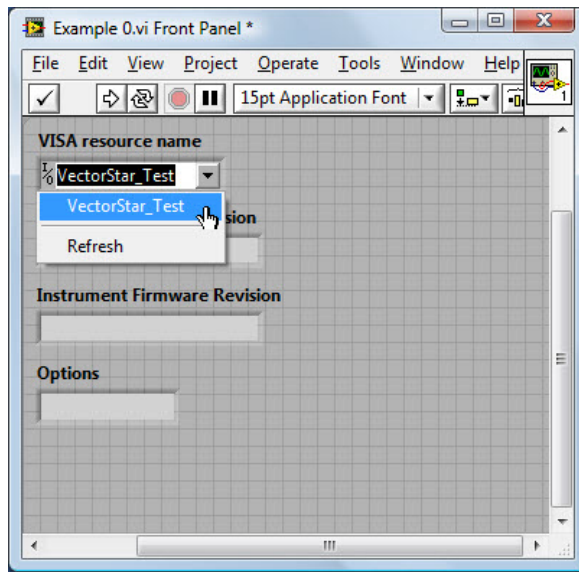 Example 0.vi Front Panel *
File Edit View Project Operate Tools Window Help
15pt Application Font
1
VISA resource name
I/O VectorStar_Test
VectorStar_Test
sion
Refresh
Instrument Firmware Revision
Options